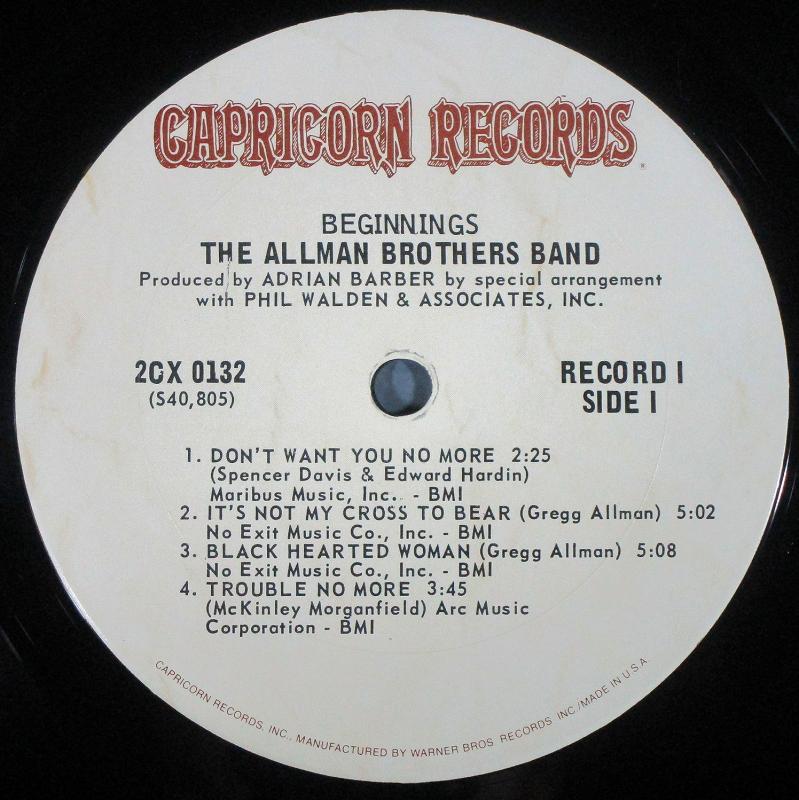 CAPRICORN RECORDS
BEGINNINGS
THE ALLMAN BROTHERS BAND
Produced by ADRIAN BARBER by special arrangement
with PHIL WALDEN & ASSOCIATES, INC.
2CX 0132
(S40,805)
RECORD I
SIDE I
1. DON'T WANT YOU NO MORE 2:25
(Spencer Davis & Edward Hardin)
Maribus Music, Inc. - BMI
2. IT'S NOT MY CROSS TO BEAR (Gregg Allman) 5:02
No Exit Music Co., Inc. - BMI
3. BLACK HEARTED WOMAN (Gregg Allman) 5:08
No Exit Music Co., Inc. - BMI
4. TROUBLE NO MORE 3:45
(McKinley Morganfield) Arc Music
Corporation - BMI
CAPRICORN RECORDS, INC., MANUFACTURED BY WARNER BROS. RECORDS INC./MADE IN U.S.A